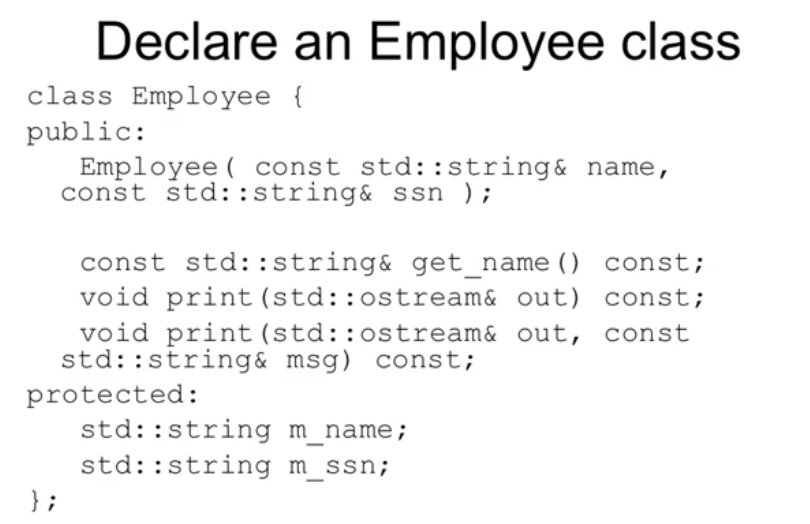 Declare an Employee class
class Employee {
public:
Employee( const std::string& name,
const std::string& ssn );
const std::string& get_name() const;
void print(std::ostream& out) const;
void print(std::ostream& out, const
std::string& msg) const;
protected:
std::string m_name;
std::string m_ssn;
};